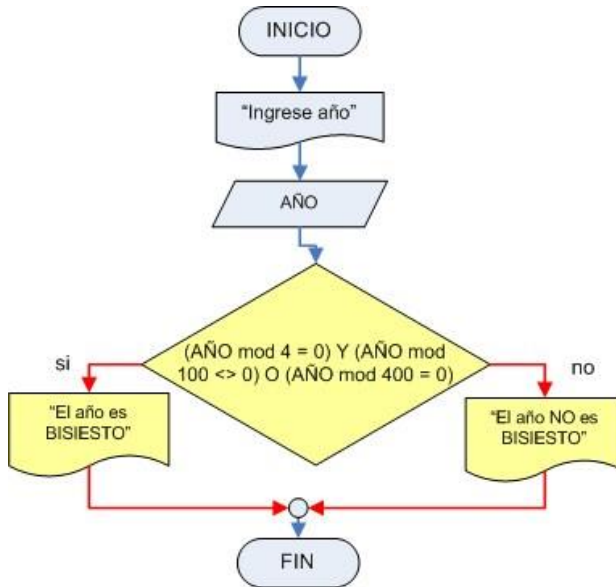 INICIO
“Ingrese año”
AÑO
(AÑO mod 4 = 0) Y (AÑO mod
100 <> 0) O (AÑO mod 400 = 0)
si
no
“El año es
BISIESTO”
“El año NO es
BISIESTO”
FIN